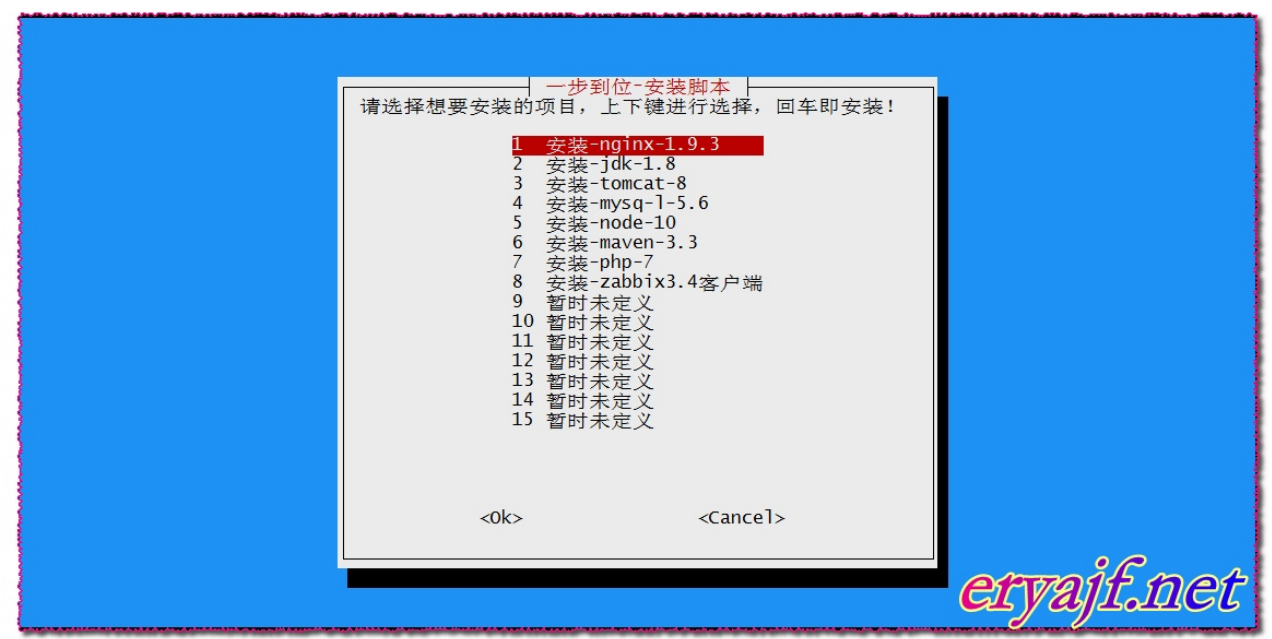 一步到位-安装脚本
请选择想要安装的项目，上下键进行选择，回车即安装！
1 安装-nginx-1.9.3
2 安装-jdk-1.8
3 安装-tomcat-8
4 安装-mysq-l-5.6
5 安装-node-10
6 安装-maven-3.3
7 安装-php-7
8 安装-zabbix3.4客户端
9 暂时未定义
10 暂时未定义
11 暂时未定义
12 暂时未定义
13 暂时未定义
14 暂时未定义
15 暂时未定义
<Ok> <Cancel>
eryajf.net